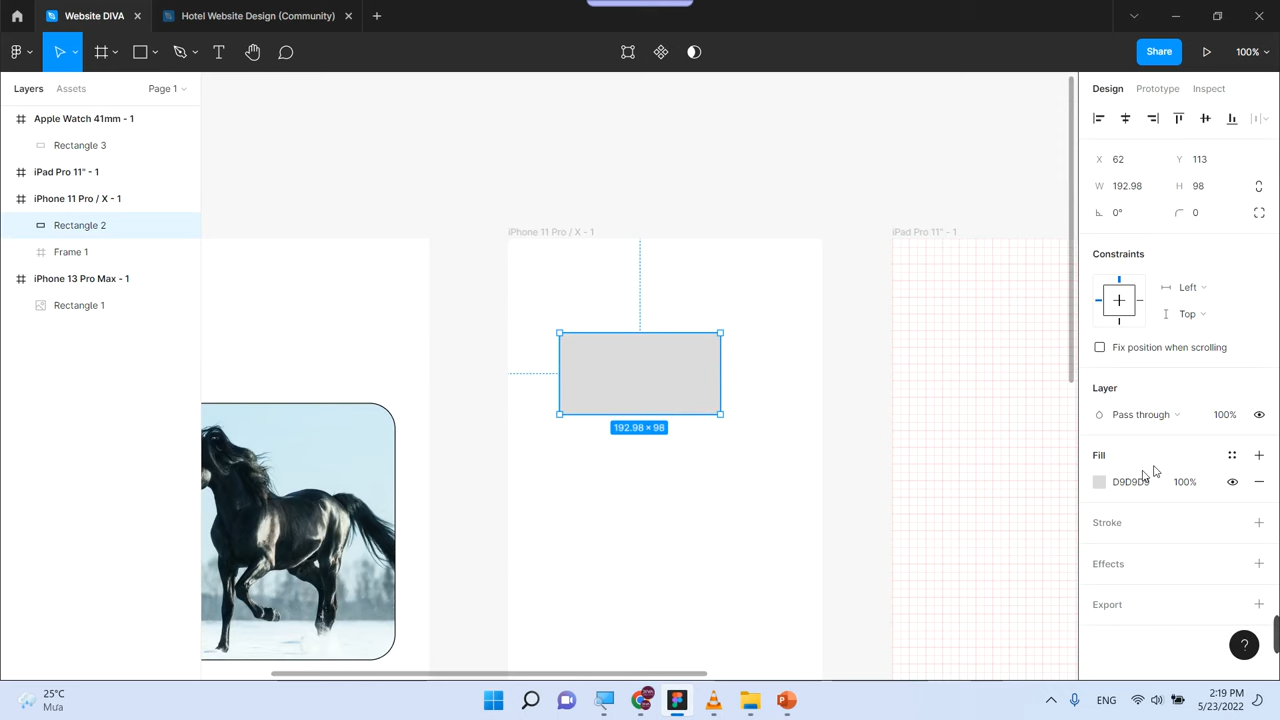 Website DIVA
Hotel Website Design (Community)
Share
100%
Layers
Assets
Page 1
Design
Prototype
Inspect
Apple Watch 41mm - 1
Rectangle 3
iPad Pro 11" - 1
iPhone 11 Pro / X - 1
Rectangle 2
Frame 1
iPhone 13 Pro Max - 1
Rectangle 1
iPhone 11 Pro / X - 1
iPad Pro 11" - 1
192.98 × 98
X 62
Y 113
W 192.98
H 98
0°
0
Constraints
Left
Top
Fix position when scrolling
Layer
Pass through
100%
Fill
D9D9D9
100%
Stroke
Effects
Export
?
25°C
Mưa
ENG
2:19 PM
5/23/2022